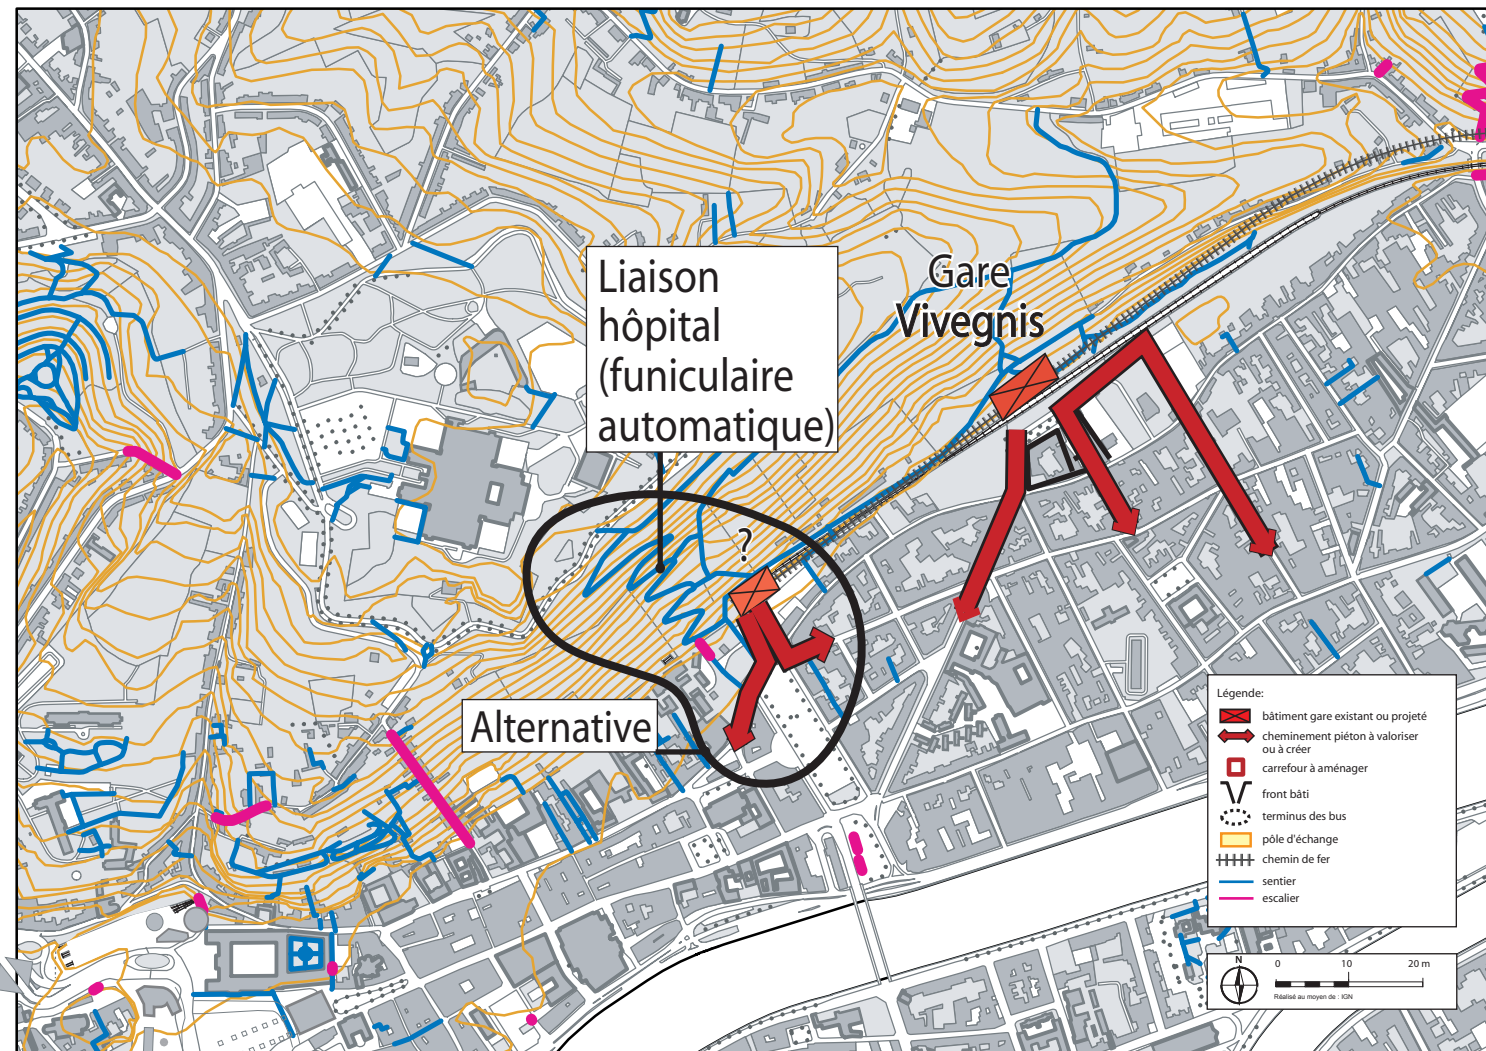 Liaison
hôpital
(funiculaire
automatique)
Gare
Vivegnis
?
Alternative
Légende:
bâtiment gare existant ou projeté
cheminement piéton à valoriser
ou à créer
carrefour à aménager
front bâti
terminus des bus
pôle d'échange
chemin de fer
sentier
escalier
N
0 10 20 m
Réalisé au moyen de : IGN